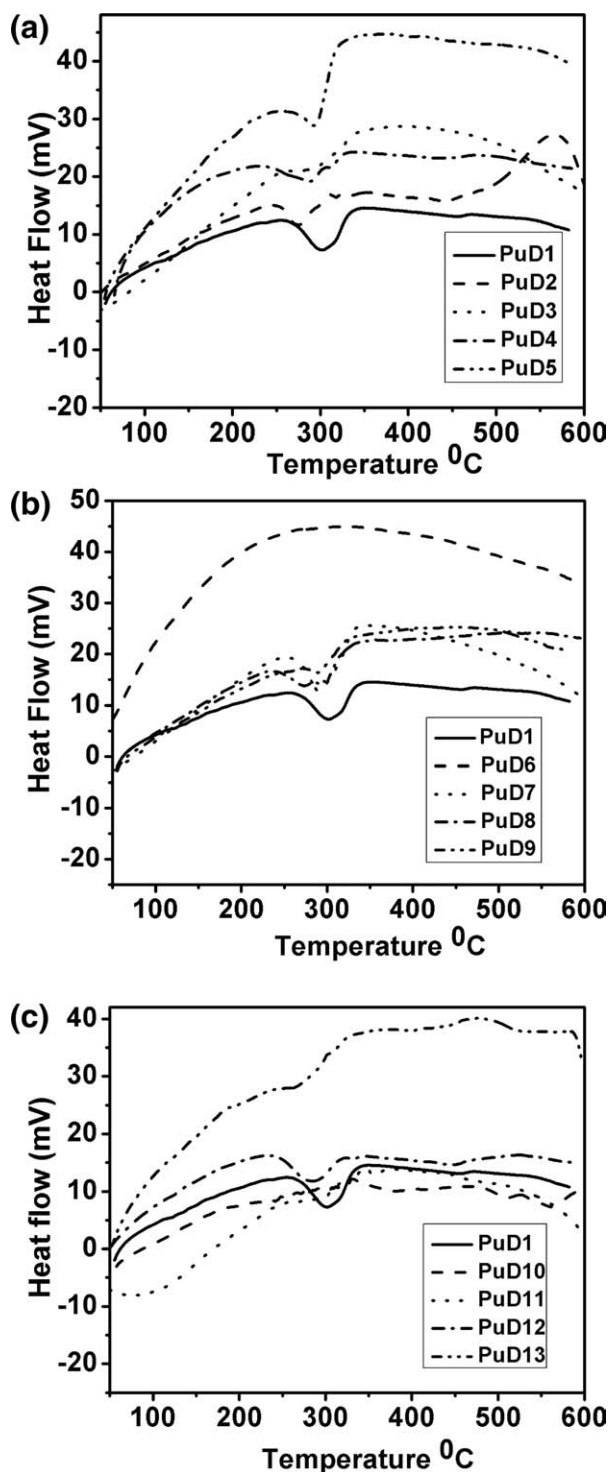 (a)
Heat Flow (mV)
40
30
20
10
0
-10
-20
PuD1
PuD2
PuD3
PuD4
PuD5
100 200 300 400 500 600
Temperature ⁰C
(b)
Heat Flow (mV)
50
40
30
20
10
0
-10
-20
PuD1
PuD6
PuD7
PuD8
PuD9
100 200 300 400 500 600
Temperature ⁰C
(c)
Heat flow (mV)
40
30
20
10
0
-10
-20
PuD1
PuD10
PuD11
PuD12
PuD13
100 200 300 400 500 600
Temperature ⁰C